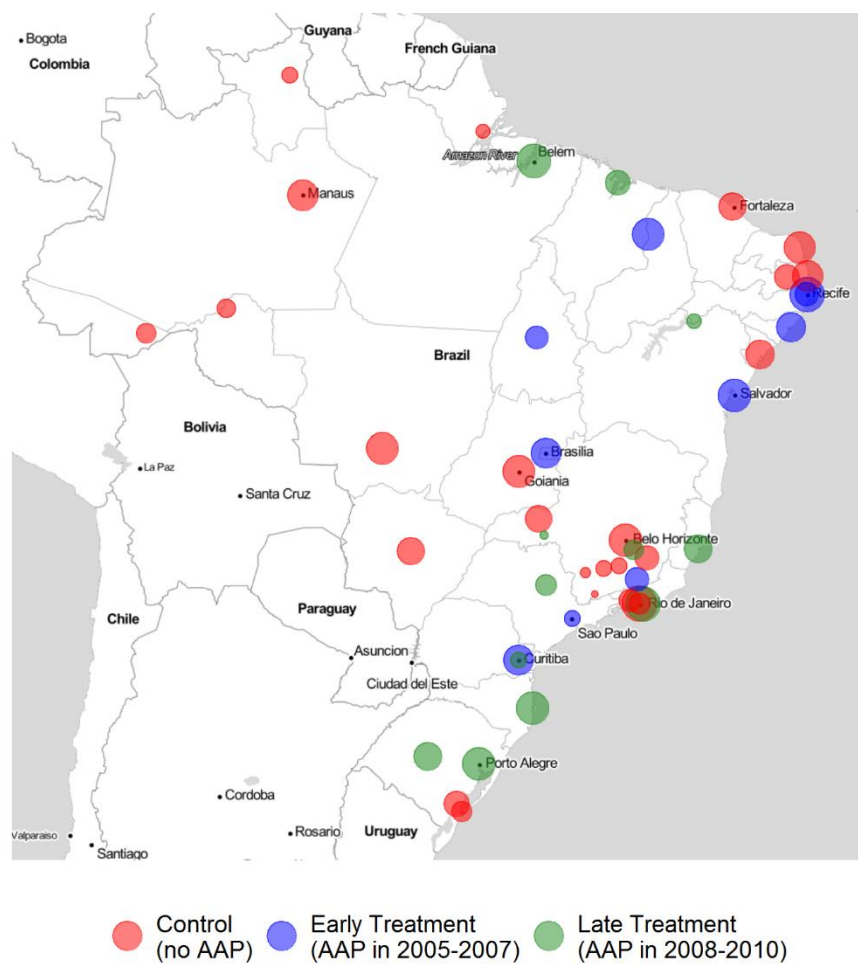 Bogota
Colombia
Guyana
French Guiana
Amazon River
Belem
Manaus
Fortaleza
Recife
Brazil
Salvador
Bolivia
Brasilia
La Paz
Goiania
Santa Cruz
Belo Horizonte
Paraguay
Rio de Janeiro
Chile
Sao Paulo
Asuncion
Curitiba
Ciudad del Este
Porto Alegre
Cordoba
Valparaiso
Rosario
Uruguay
Santiago
Control
(no AAP)
Early Treatment
(AAP in 2005-2007)
Late Treatment
(AAP in 2008-2010)